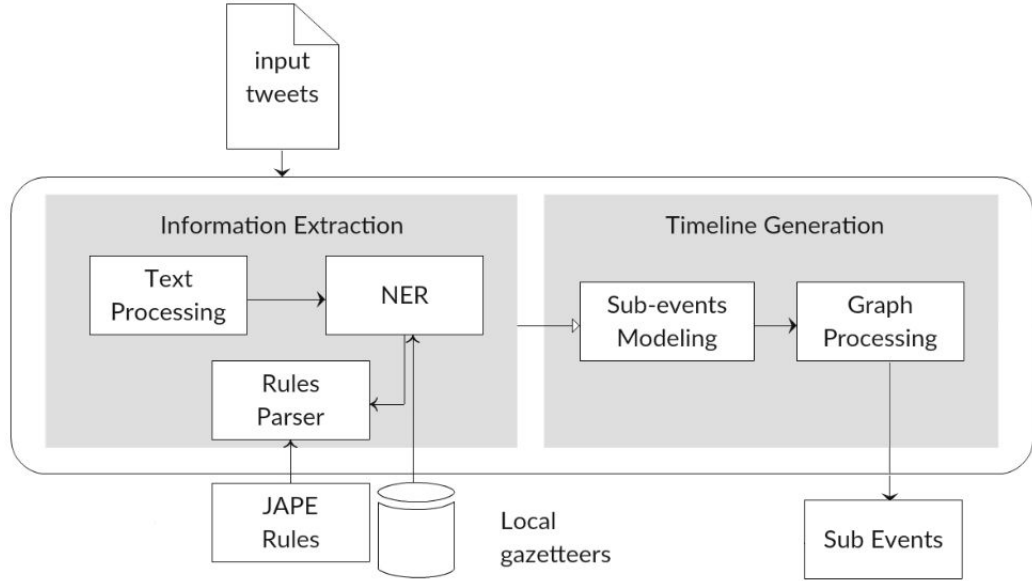 input
tweets
Information Extraction
Timeline Generation
Text
Processing
NER
Sub-events
Modeling
Graph
Processing
Rules
Parser
JAPE
Rules
Local
gazetteers
Sub Events